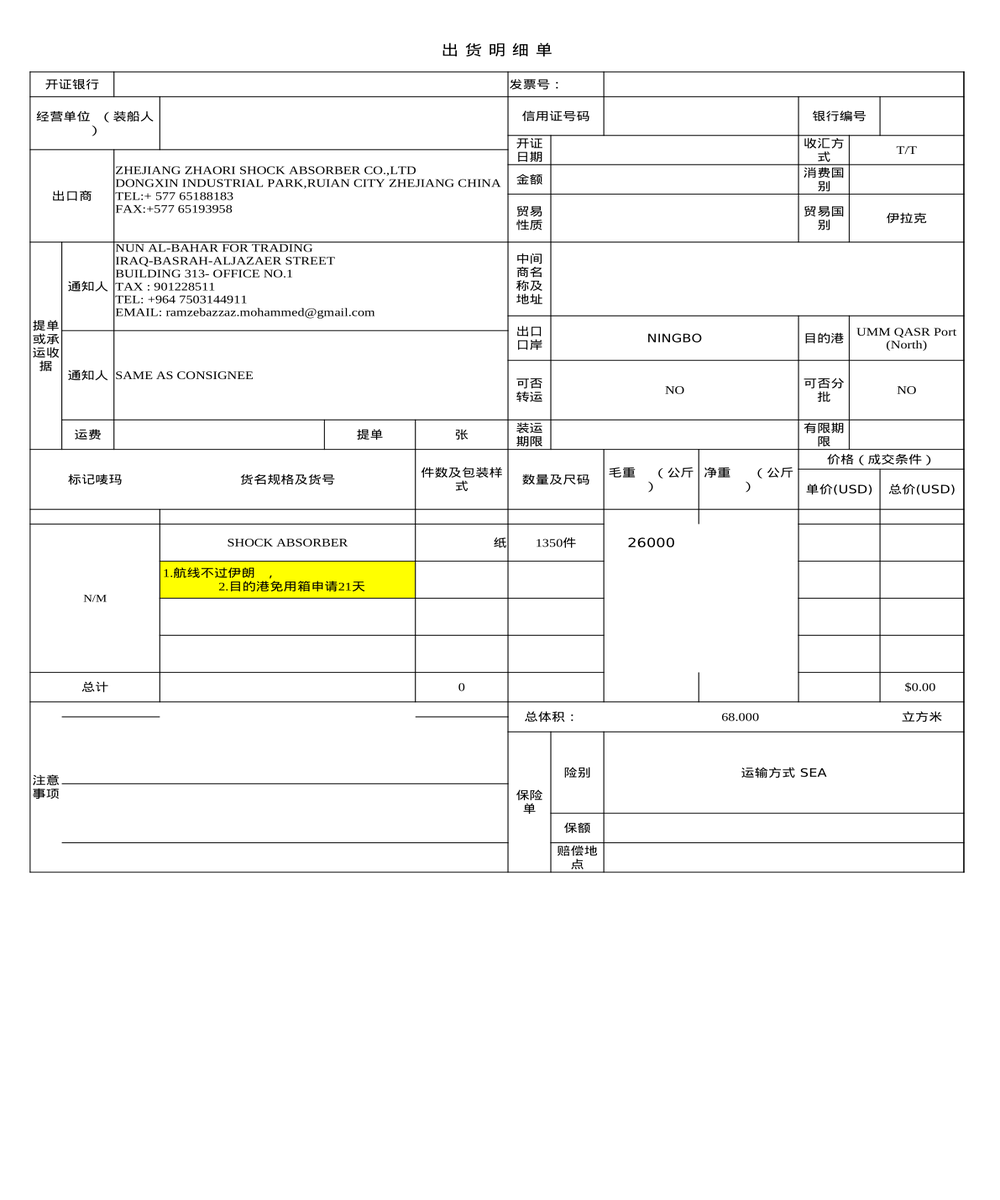 出 货 明 细 单
开证银行
发票号：
经营单位 （装船人
）
信用证号码
银行编号
开证
日期
收汇方
式
T/T
出口商
ZHEJIANG ZHAORI SHOCK ABSORBER CO.,LTD
DONGXIN INDUSTRIAL PARK,RUIAN CITY ZHEJIANG CHINA
TEL:+ 577 65188183
FAX:+577 65193958
金额
消费国
别
贸易
性质
贸易国
别
伊拉克
提单
或承
运收
据
通知人
NUN AL-BAHAR FOR TRADING
IRAQ-BASRAH-ALJAZAER STREET
BUILDING 313- OFFICE NO.1
TAX : 901228511
TEL: +964 7503144911
EMAIL: ramzebazzaz.mohammed@gmail.com
中间
商名
称及
地址
通知人
SAME AS CONSIGNEE
出口
口岸
NINGBO
目的港
UMM QASR Port
(North)
可否
转运
NO
可否分
批
NO
运费
提单
张
装运
期限
有限期
限
标记唛玛
货名规格及货号
件数及包装样
式
数量及尺码
毛重 （公斤
）
净重 （公斤
）
价格（成交条件）
单价(USD)
总价(USD)
N/M
SHOCK ABSORBER
纸
1350件
26000
1.航线不过伊朗 ，
2.目的港免用箱申请21天
总计
0
$0.00
注意
事项
总体积：
68.000
立方米
保险
单
险别
运输方式 SEA
保额
赔偿地
点